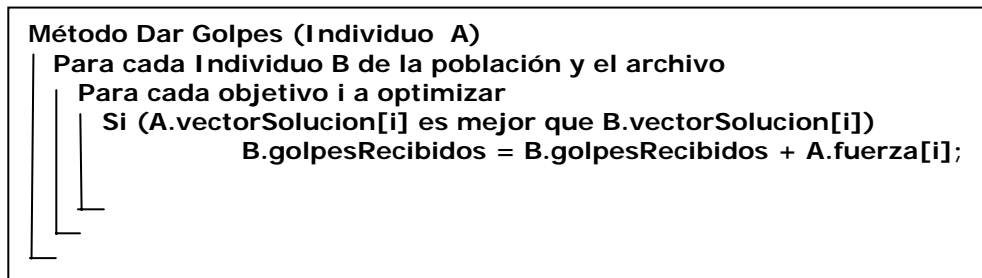 Método Dar Golpes (Individuo A)
Para cada Individuo B de la población y el archivo
Para cada objetivo i a optimizar
Si (A.vectorSolucion[i] es mejor que B.vectorSolucion[i])
B.golpesRecibidos = B.golpesRecibidos + A.fuerza[i];